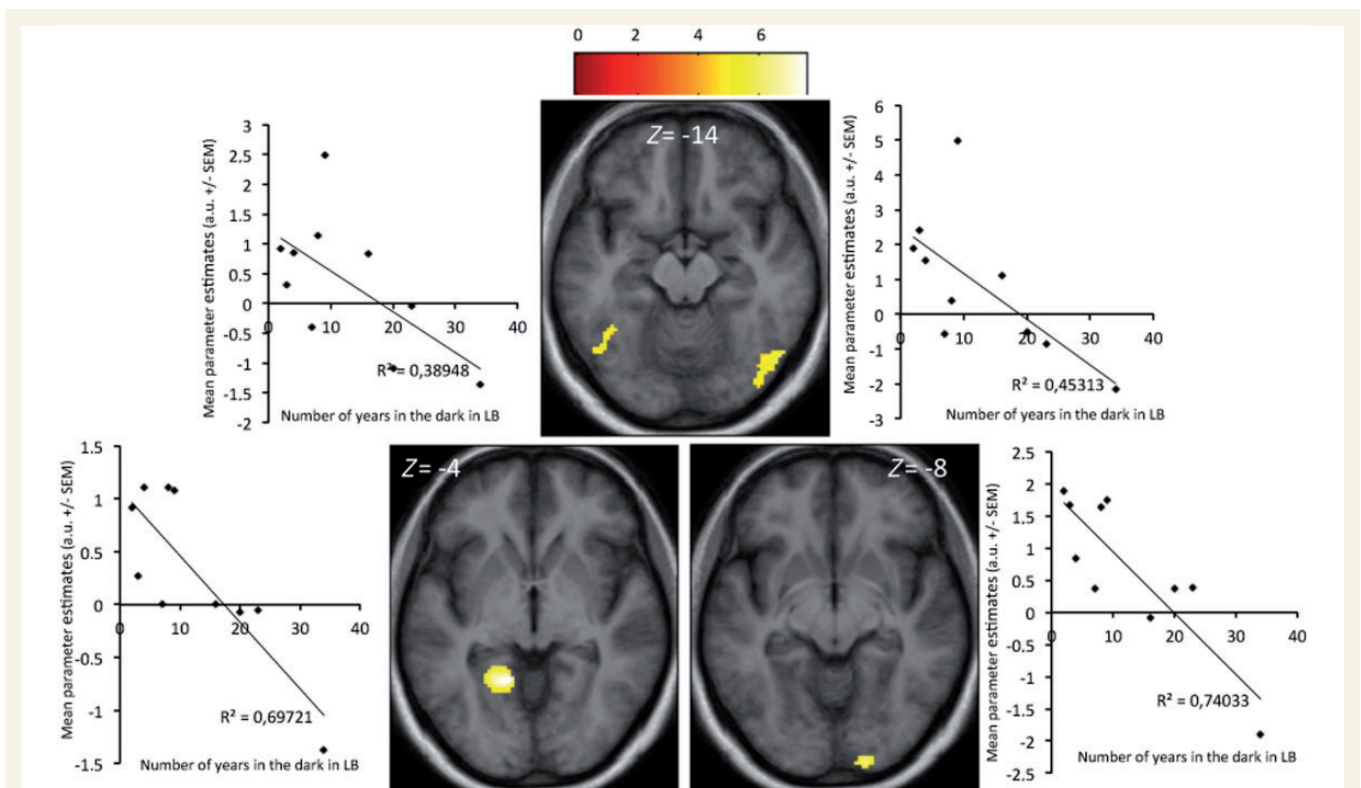 0 2 4 6
Z= -14
Mean parameter estimates (a.u. +/- SEM)
3
2.5
2
1.5
1
0.5
0
-0.5
-1
-1.5
-2
0 10 20 30 40
R² = 0,38948
Number of years in the dark in LB
Mean parameter estimates (a.u. +/- SEM)
6
5
4
3
2
1
0
-1
-2
-3
0 10 20 30 40
R² = 0,45313
Number of years in the dark in LB
Z= -4
Mean parameter estimates (a.u. +/- SEM)
1.5
1
0.5
0
-0.5
-1
-1.5
0 10 20 30 40
R² = 0,69721
Number of years in the dark in LB
Z= -8
Mean parameter estimates (a.u. +/- SEM)
2.5
2
1.5
1
0.5
0
-0.5
-1
-1.5
-2
-2.5
0 10 20 30 40
R² = 0,74033
Number of years in the dark in LB